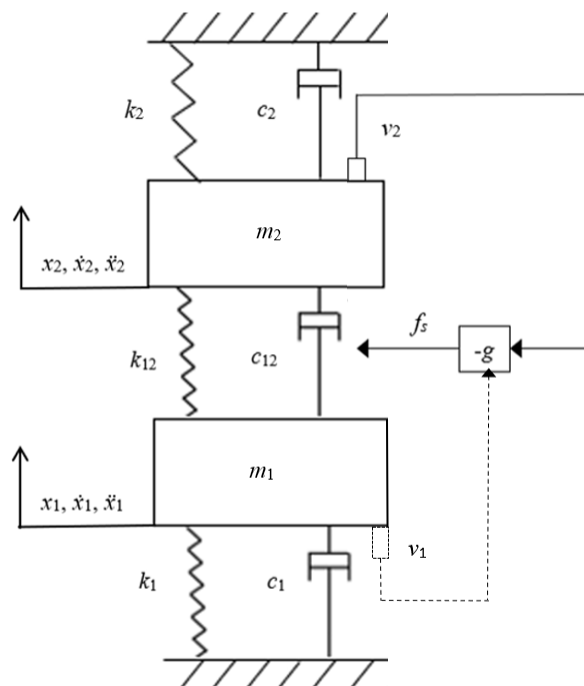 k₂
c₂
v₂
m₂
x₂, ẋ₂, ẍ₂
fₛ
-g
k₁₂
c₁₂
m₁
x₁, ẋ₁, ẍ₁
v₁
k₁
c₁